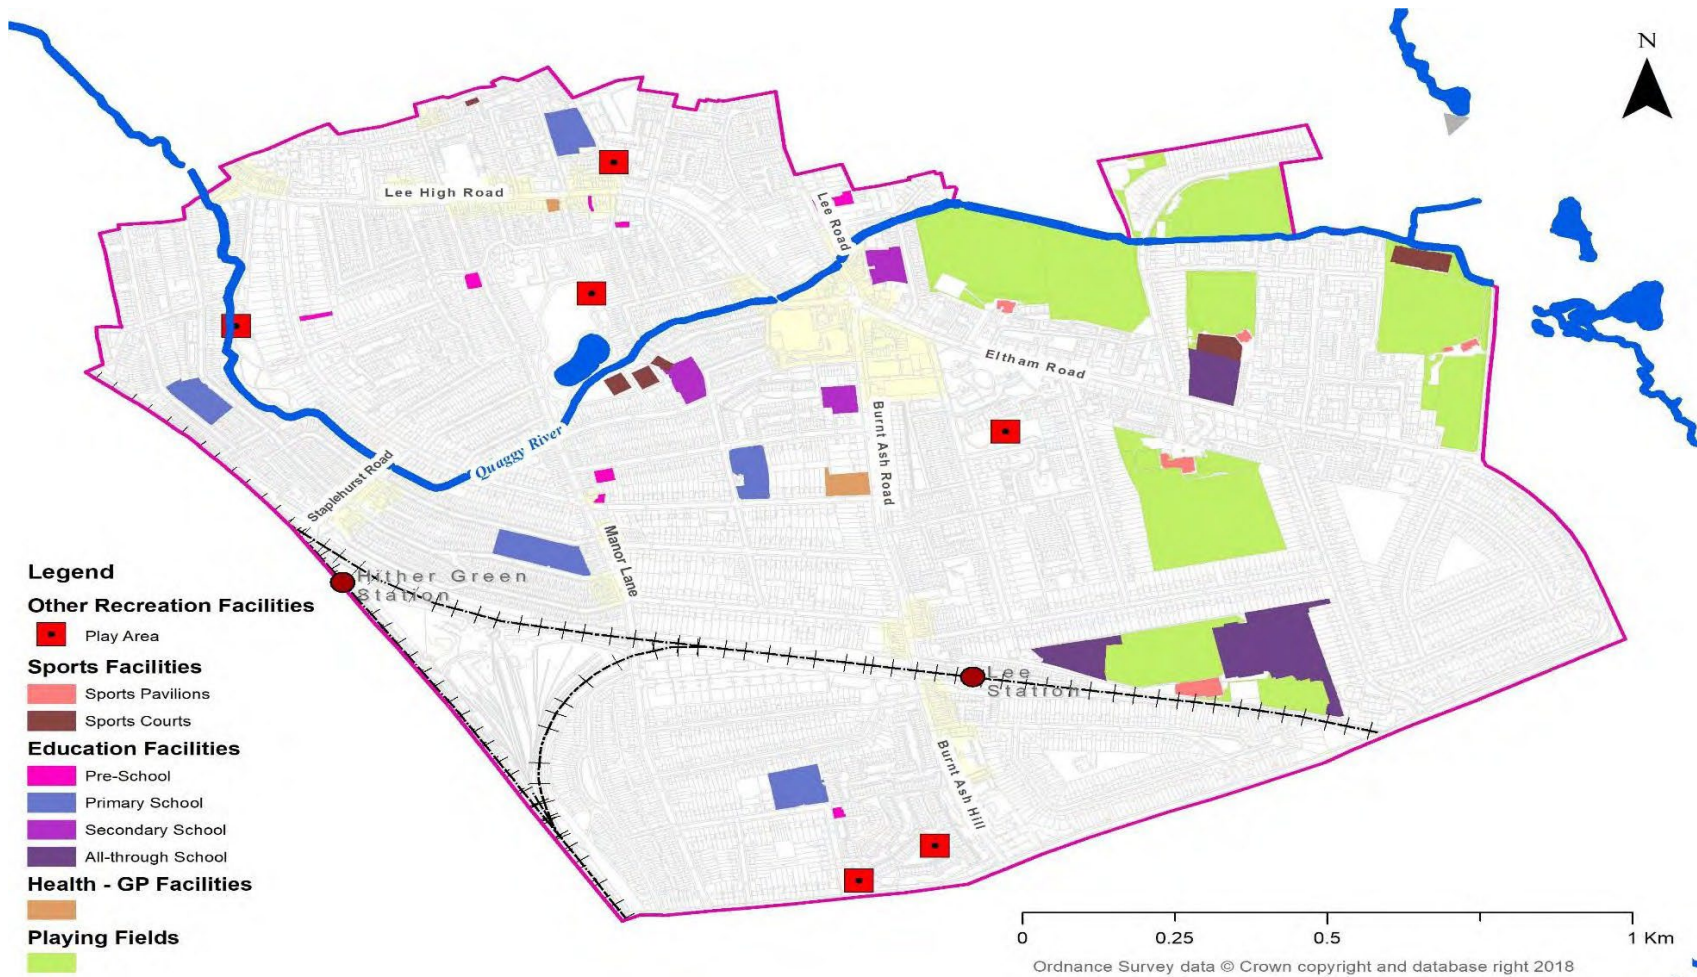 N
Lee High Road
Lee Road
Eltham Road
Quaggy River
Burnt Ash Road
Staplehurst Road
Manor Lane
Hither Green
Station
Lee
Station
Burnt Ash Hill
Legend
Other Recreation Facilities
Play Area
Sports Facilities
Sports Pavilions
Sports Courts
Education Facilities
Pre-School
Primary School
Secondary School
All-through School
Health - GP Facilities
Playing Fields
0 0.25 0.5 1 Km
Ordnance Survey data © Crown copyright and database right 2018